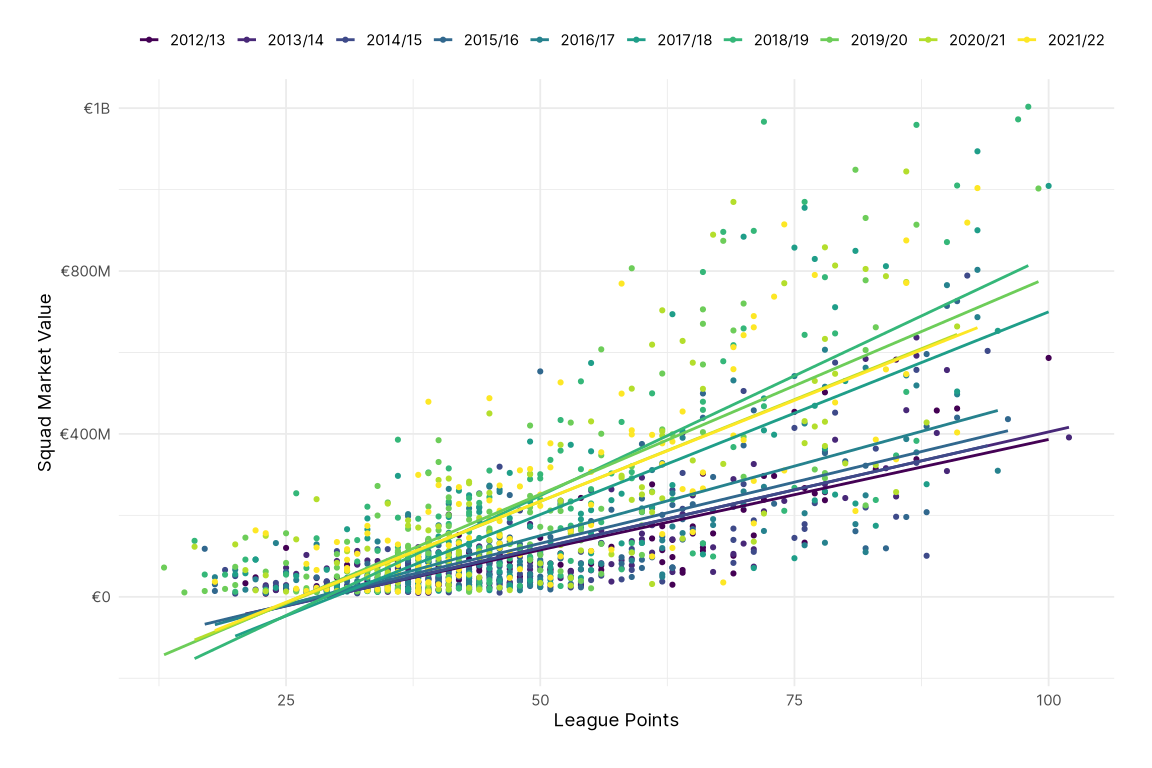 2012/13 2013/14 2014/15 2015/16 2016/17 2017/18 2018/19 2019/20 2020/21 2021/22
€1B
€800M
€400M
€0
Squad Market Value
25 50 75 100
League Points